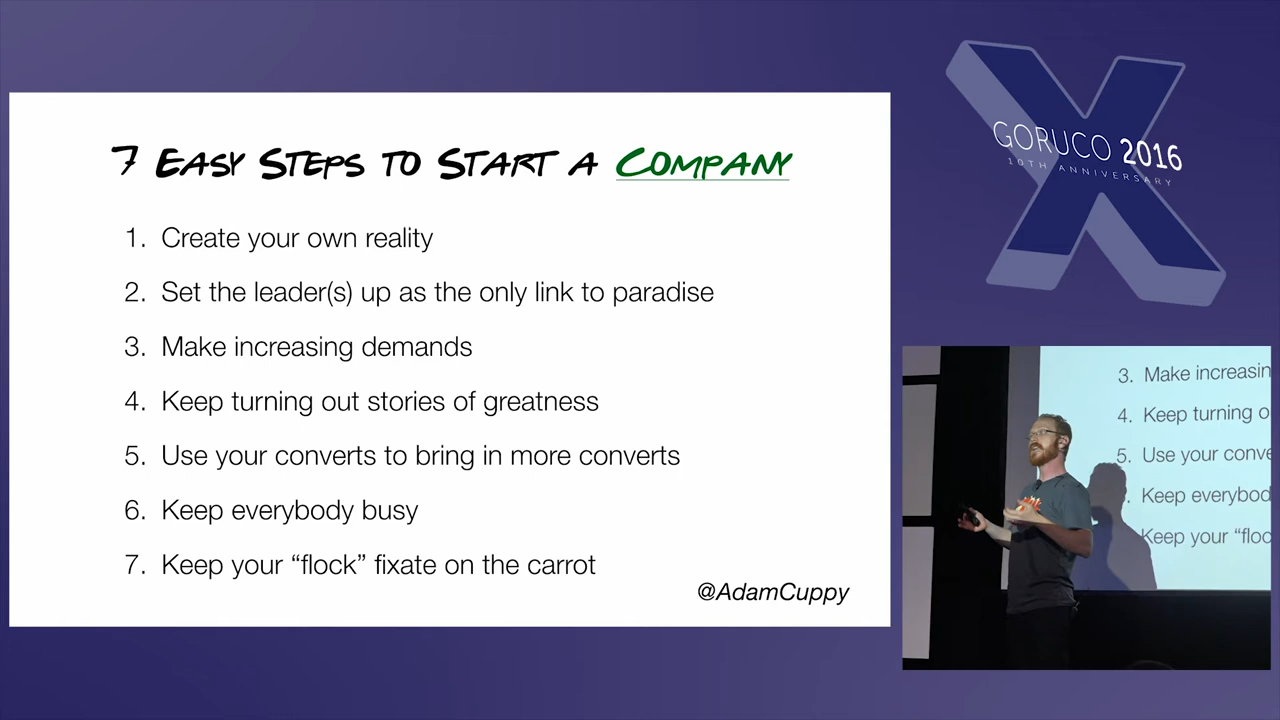 7 Easy Steps to Start a Company
1. Create your own reality
2. Set the leader(s) up as the only link to paradise
3. Make increasing demands
4. Keep turning out stories of greatness
5. Use your converts to bring in more converts
6. Keep everybody busy
7. Keep your “flock” fixate on the carrot
@AdamCuppy
GORUCO 2016
10TH ANNIVERSARY
3. Make increasin
4. Keep turning o
5. Use your conve
Keep everybod
Keep your “floc